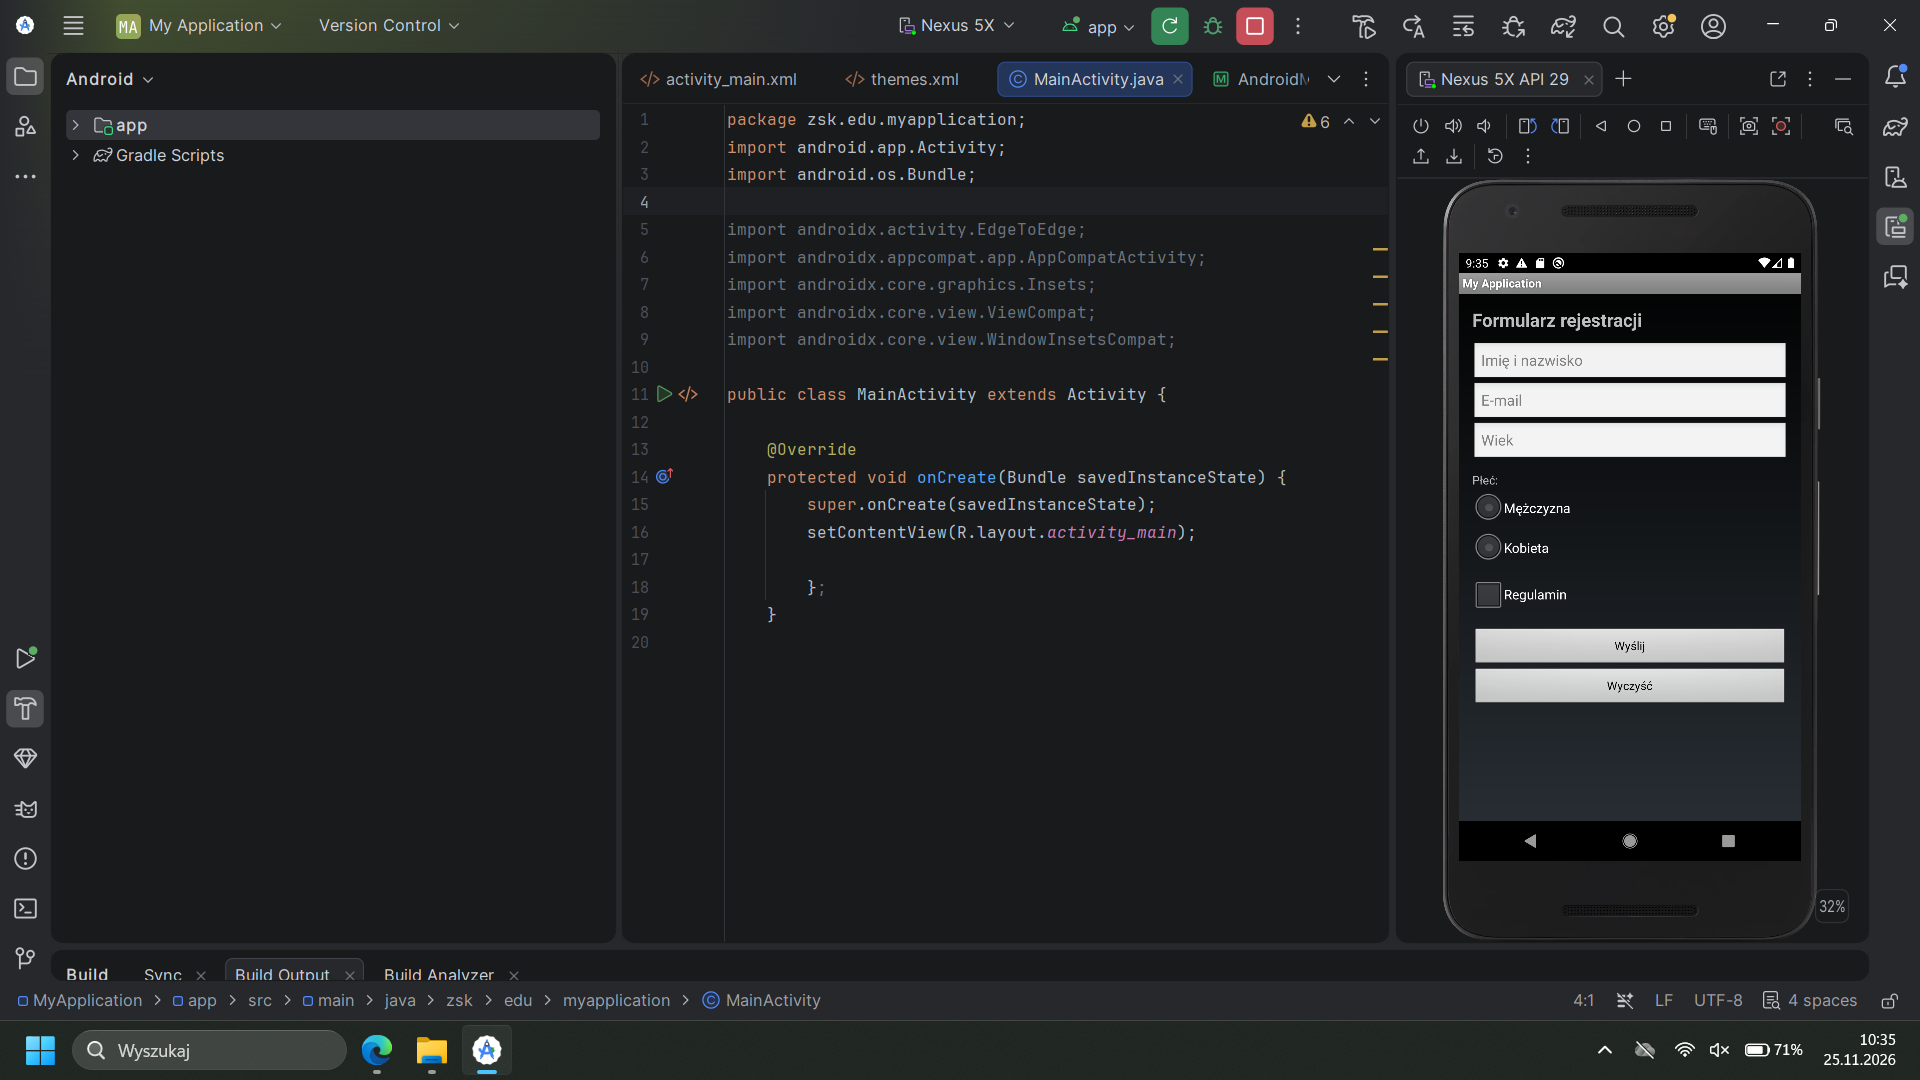 MA My Application
Version Control
Nexus 5X
app
Android
app
Gradle Scripts
activity_main.xml
themes.xml
MainActivity.java
AndroidM
6
1 package zsk.edu.myapplication;
2 import android.app.Activity;
3 import android.os.Bundle;
4
5 import androidx.activity.EdgeToEdge;
6 import androidx.appcompat.app.AppCompatActivity;
7 import androidx.core.graphics.Insets;
8 import androidx.core.view.ViewCompat;
9 import androidx.core.view.WindowInsetsCompat;
10
11 public class MainActivity extends Activity {
12
13 @Override
14 protected void onCreate(Bundle savedInstanceState) {
15 super.onCreate(savedInstanceState);
16 setContentView(R.layout.activity_main);
17
18 };
19 }
20
Nexus 5X API 29
9:35
My Application
Formularz rejestracji
Imię i nazwisko
E-mail
Wiek
Płeć:
Mężczyzna
Kobieta
Regulamin
Wyślij
Wyczyść
32%
Build
Sync
Build Output
Build Analyzer
MyApplication > app > src > main > java > zsk > edu > myapplication > MainActivity
4:1
LF
UTF-8
4 spaces
Wyszukaj
71%
10:35
25.11.2026